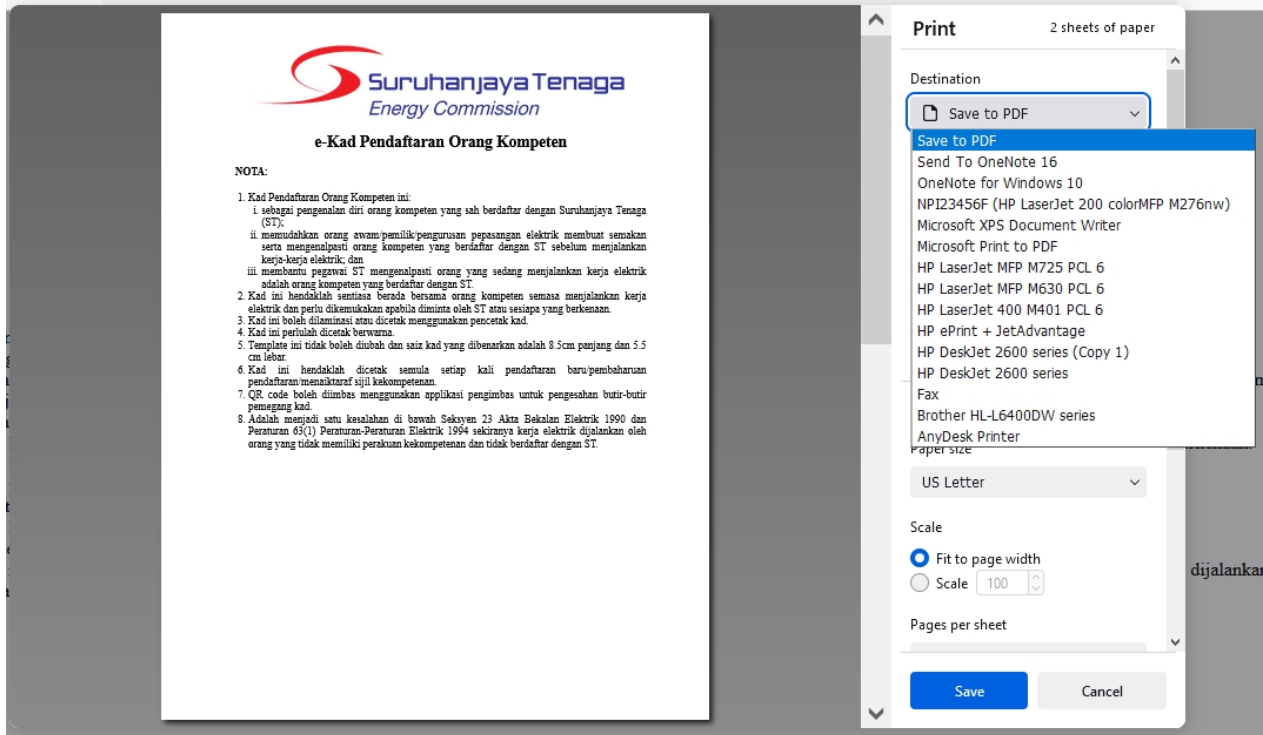 Suruhanjaya Tenaga
Energy Commission
e-Kad Pendaftaran Orang Kompeten
NOTA:
1. Kad Pendaftaran Orang Kompeten ini:
i. sebagai pengenalan diri orang kompeten yang sah berdaftar dengan Suruhanjaya Tenaga
(ST);
ii. memudahkan orang awam/pemilik/pengurusan pepasangan elektrik membuat semakan
serta mengenalpasti orang kompeten yang berdaftar dengan ST sebelum menjalankan
kerja-kerja elektrik; dan
iii. membantu pegawai ST mengenalpasti orang yang sedang menjalankan kerja elektrik
adalah orang kompeten yang berdaftar dengan ST.
2. Kad ini hendaklah sentiasa berada bersama orang kompeten semasa menjalankan kerja
elektrik dan perlu dikemukakan apabila diminta oleh ST atau sesiapa yang berkenaan.
3. Kad ini boleh dilaminasi atau dicetak menggunakan pencetak kad.
4. Kad ini perlulah dicetak berwarna.
5. Template ini tidak boleh diubah dan saiz kad yang dibenarkan adalah 8.5cm panjang dan 5.5
cm lebar.
6. Kad ini hendaklah dicetak semula setiap kali pendaftaran baru/pembaharuan
pendaftaran/menaiktaraf sijil kekompetenan.
7. QR code boleh diimbas menggunakan applikasi pengimbas untuk pengesahan butir-butir
pemegang kad.
8. Adalah menjadi satu kesalahan di bawah Seksyen 23 Akta Bekalan Elektrik 1990 dan
Peraturan 63(1) Peraturan-Peraturan Elektrik 1994 sekiranya kerja elektrik dijalankan oleh
orang yang tidak memiliki perakuan kekompetenan dan tidak berdaftar dengan ST.
Print
2 sheets of paper
Destination
Save to PDF
Save to PDF
Send To OneNote 16
OneNote for Windows 10
NPI23456F (HP LaserJet 200 colorMFP M276nw)
Microsoft XPS Document Writer
Microsoft Print to PDF
HP LaserJet MFP M725 PCL 6
HP LaserJet MFP M630 PCL 6
HP LaserJet 400 M401 PCL 6
HP ePrint + JetAdvantage
HP DeskJet 2600 series (Copy 1)
HP DeskJet 2600 series
Fax
Brother HL-L6400DW series
AnyDesk Printer
Paper size
US Letter
Scale
Fit to page width
Scale 100
Pages per sheet
Save
Cancel
dijalankan